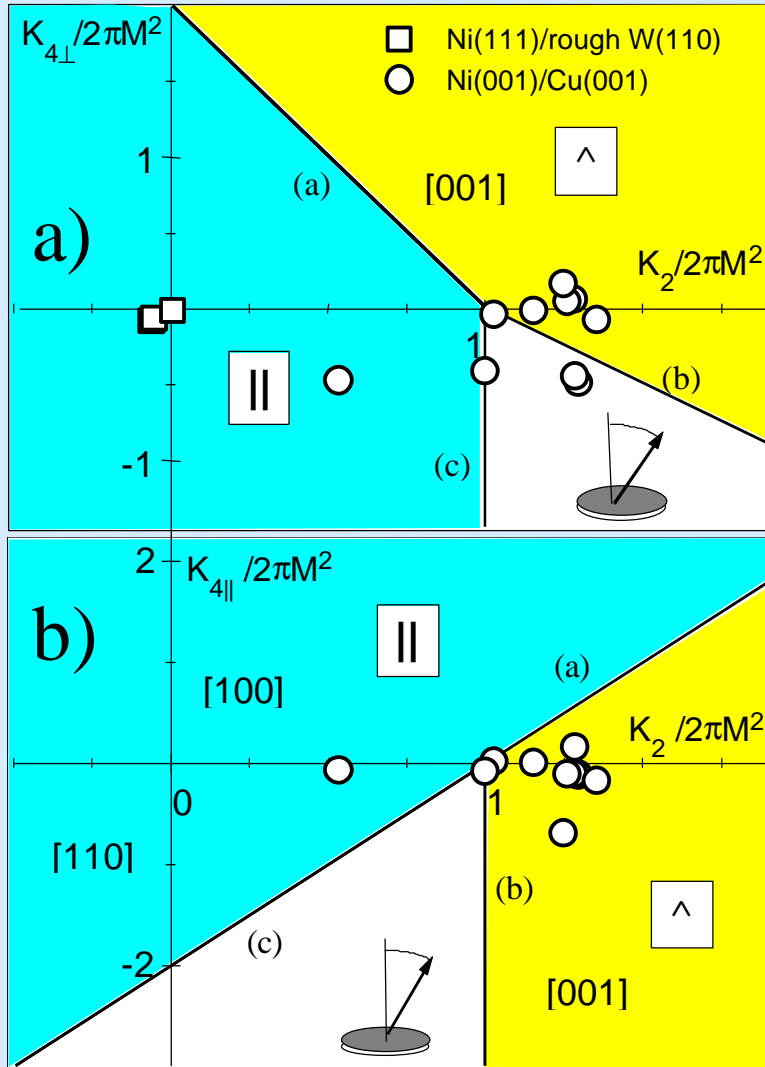 K4⊥/2πM²
Ni(111)/rough W(110)
Ni(001)/Cu(001)
^
1
(a)
[001]
a)
K2/2πM²
1
(b)
||
-1
(c)
2
K4|| /2πM²
b)
||
(a)
[100]
K2 /2πM²
0
1
[110]
(b)
^
(c)
-2
[001]